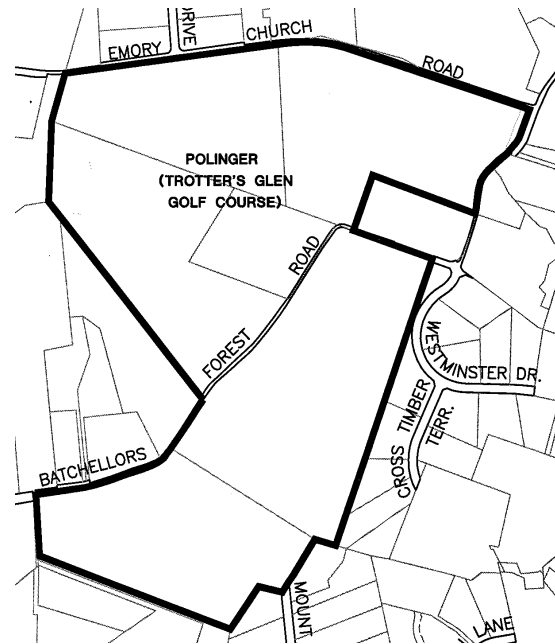 DRIVE
EMORY CHURCH ROAD
POLINGER
(TROTTER'S GLEN
GOLF COURSE)
BATCHELLORS FOREST ROAD
WESTMINSTER DR.
CROSS TIMBER
TERR.
MOUNT
LANE